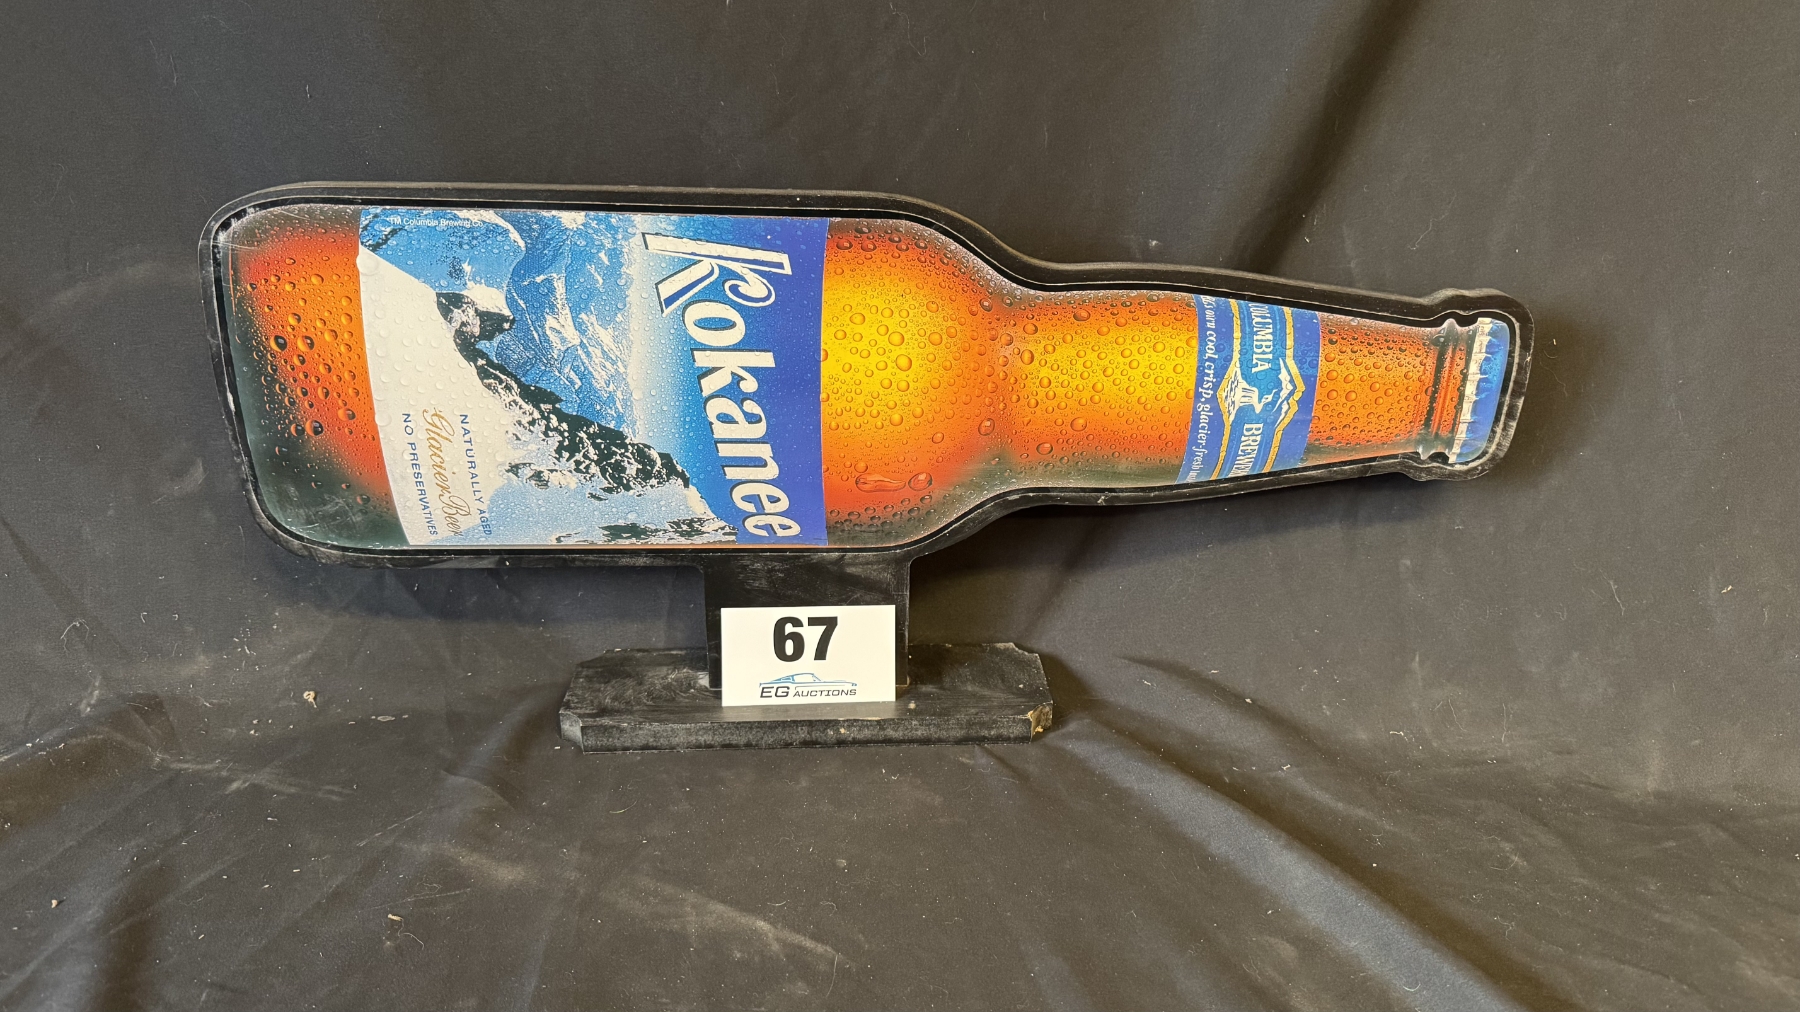 TM Columbia Brewing Co.
Kokanee
NATURALLY AGED
Glacier Beer
NO PRESERVATIVES
COLUMBIA BREWERY
cool, crisp, glacier-fresh
67
EG AUCTIONS